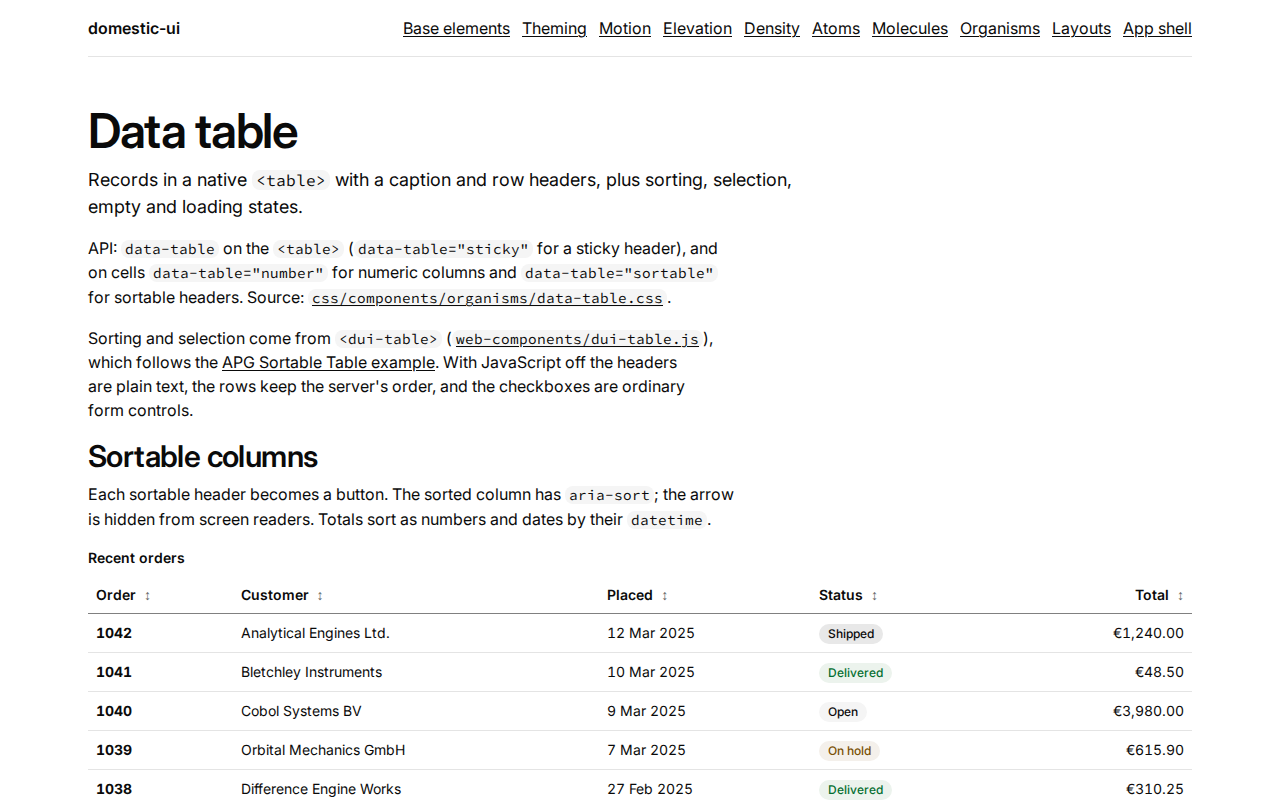 domestic-ui Base elements Theming Motion Elevation Density Atoms Molecules Organisms Layouts App shell
Data table
Records in a native <table> with a caption and row headers, plus sorting, selection,
empty and loading states.
API: data-table on the <table> ( data-table="sticky" for a sticky header), and
on cells data-table="number" for numeric columns and data-table="sortable"
for sortable headers. Source: css/components/organisms/data-table.css .
Sorting and selection come from <dui-table> ( web-components/dui-table.js ),
which follows the APG Sortable Table example. With JavaScript off the headers
are plain text, the rows keep the server's order, and the checkboxes are ordinary
form controls.
Sortable columns
Each sortable header becomes a button. The sorted column has aria-sort ; the arrow
is hidden from screen readers. Totals sort as numbers and dates by their datetime .
Recent orders
Order ↕ Customer ↕ Placed ↕ Status ↕ Total ↕
1042 Analytical Engines Ltd. 12 Mar 2025 Shipped €1,240.00
1041 Bletchley Instruments 10 Mar 2025 Delivered €48.50
1040 Cobol Systems BV 9 Mar 2025 Open €3,980.00
1039 Orbital Mechanics GmbH 7 Mar 2025 On hold €615.90
1038 Difference Engine Works 27 Feb 2025 Delivered €310.25